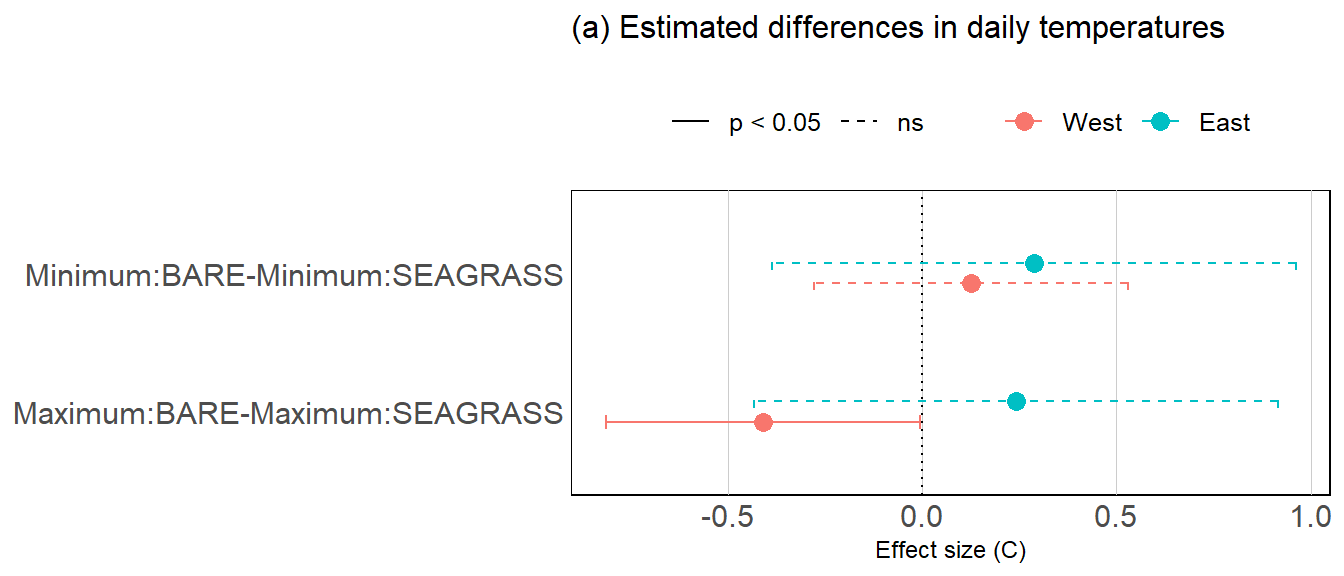 (a) Estimated differences in daily temperatures
p < 0.05 ns West East
Minimum:BARE-Minimum:SEAGRASS
Maximum:BARE-Maximum:SEAGRASS
-0.5 0.0 0.5 1.0
Effect size (C)